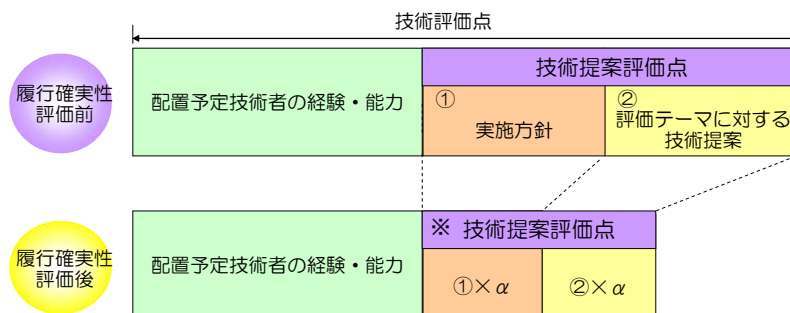 技術評価点
履行確実性
評価前
配置予定技術者の経験・能力
技術提案評価点
①
実施方針
②
評価テーマに対する
技術提案
履行確実性
評価後
配置予定技術者の経験・能力
※ 技術提案評価点
①×α
②×α